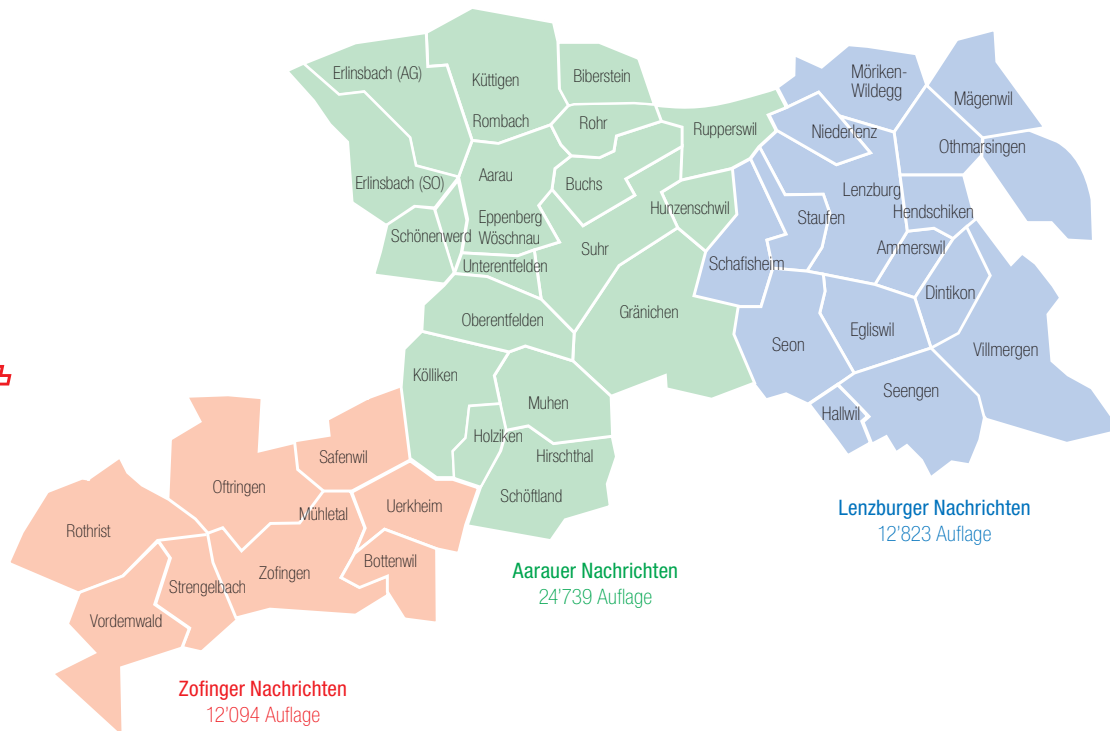 Erlinsbach (AG)
Küttigen
Rombach
Biberstein
Rohr
Rupperswil
Erlinsbach (SO)
Aarau
Buchs
Hunzenschwil
Schönenwerd
Eppenberg
Wöschnau
Suhr
Unterentfelden
Oberentfelden
Gränichen
Kölliken
Muhen
Holziken
Hirschthal
Schöftland
Möriken-
Wildegg
Mägenwil
Niederlenz
Othmarsingen
Lenzburg
Staufen
Hendschiken
Ammerswil
Schafisheim
Dintikon
Seon
Egliswil
Villmergen
Seengen
Hallwil
Safenwil
Oftringen
Mühletal
Uerkheim
Rothrist
Zofingen
Bottenwil
Strengelbach
Vordemwald
Lenzburger Nachrichten
12’823 Auflage
Aarauer Nachrichten
24’739 Auflage
Zofinger Nachrichten
12’094 Auflage